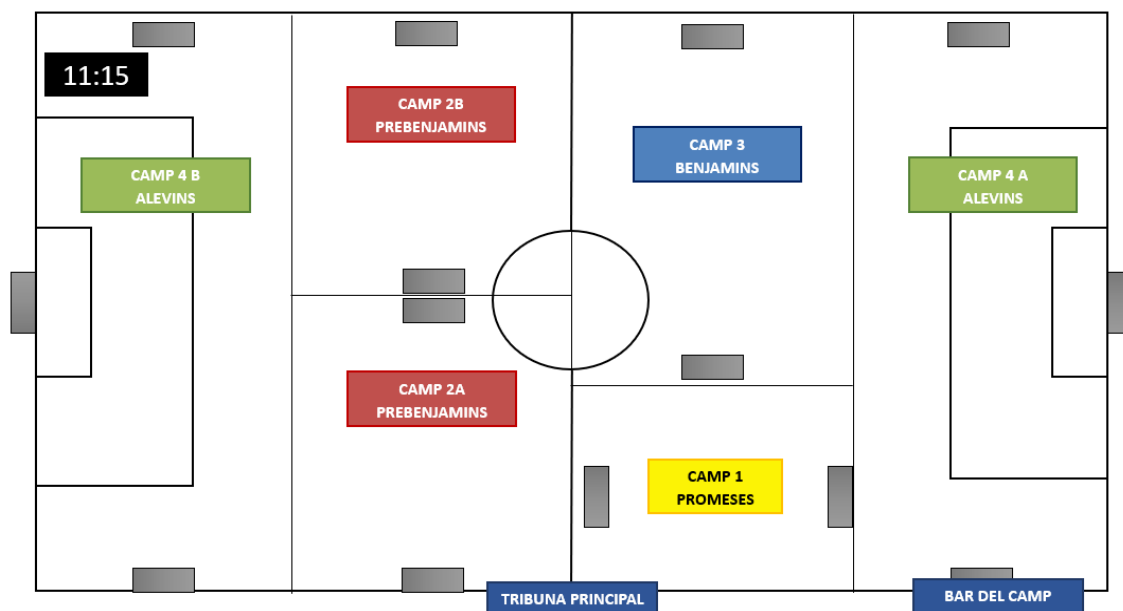 11:15
CAMP 2B
PREBENJAMINS
CAMP 3
BENJAMINS
CAMP 4 B
ALEVINS
CAMP 4 A
ALEVINS
CAMP 2A
PREBENJAMINS
CAMP 1
PROMESES
TRIBUNA PRINCIPAL
BAR DEL CAMP